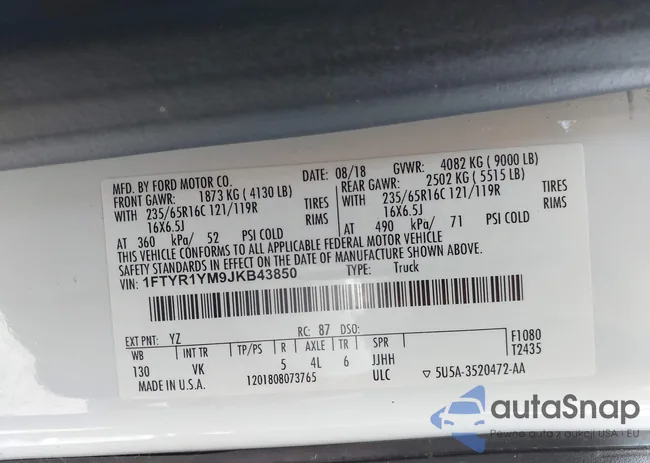 MFD. BY FORD MOTOR CO. DATE: 08/18 GVWR: 4082 KG ( 9000 LB)
FRONT GAWR: 1873 KG ( 4130 LB) REAR GAWR: 2502 KG ( 5515 LB)
WITH 235/65R16C 121/119R TIRES WITH 235/65R16C 121/119R TIRES
16X6.5J RIMS 16X6.5J RIMS
AT 360 kPa/ 52 PSI COLD AT 490 kPa/ 71 PSI COLD
THIS VEHICLE CONFORMS TO ALL APPLICABLE FEDERAL MOTOR VEHICLE
SAFETY STANDARDS IN EFFECT ON THE DATE OF MANUFACTURE SHOWN ABOVE.
VIN: 1FTYR1YM9JKB43850 TYPE: Truck
EXT PNT: YZ RC: 87 DSO: F1080
WB INT TR TP/PS R AXLE TR SPR T2435
130 VK 5 4L 6 JJHH
MADE IN U.S.A. 1201808073765 ULC ▽ 5U5A-3520472-AA
autaSnap
Pewne auta z aukcji USA i EU